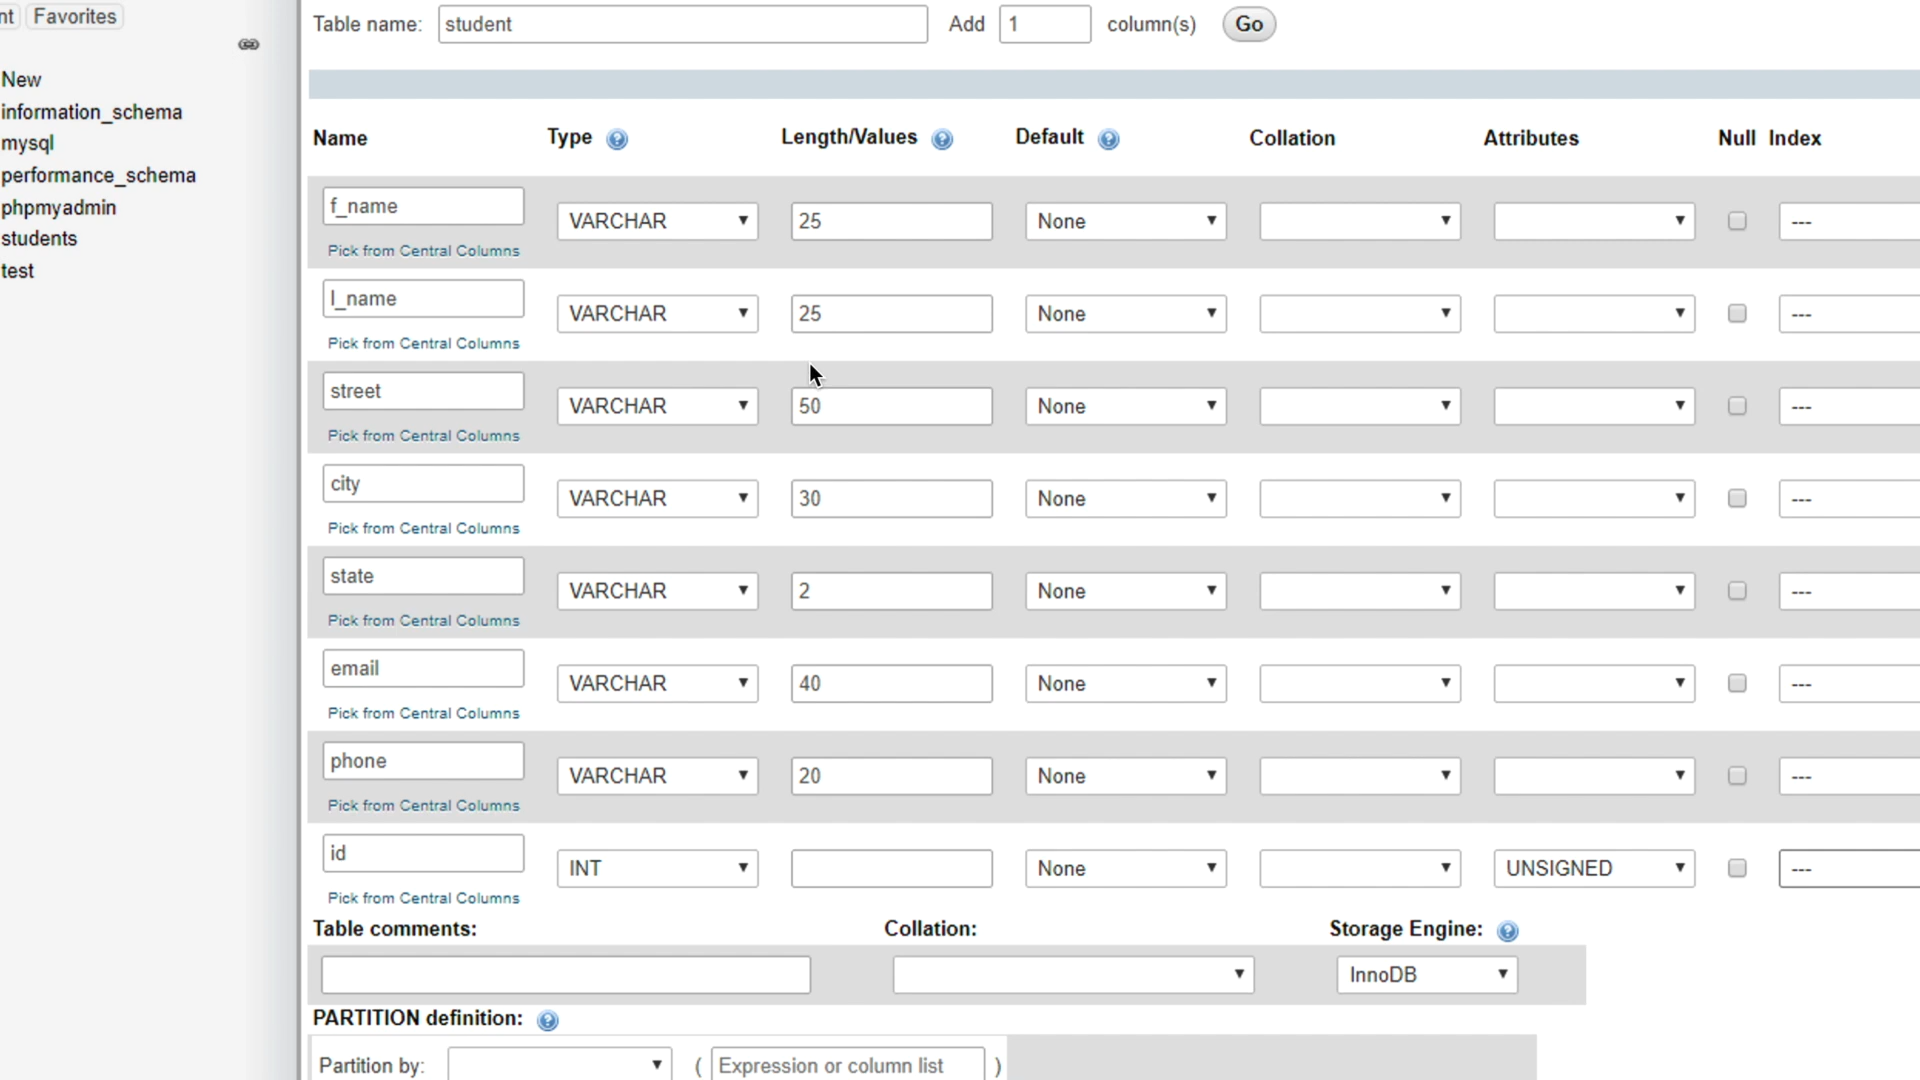 nt Favorites
New
information_schema
mysql
performance_schema
phpmyadmin
students
test
Table name: student Add 1 column(s) Go
Name Type Length/Values Default Collation Attributes Null Index
f_name VARCHAR 25 None ---
Pick from Central Columns
l_name VARCHAR 25 None ---
Pick from Central Columns
street VARCHAR 50 None ---
Pick from Central Columns
city VARCHAR 30 None ---
Pick from Central Columns
state VARCHAR 2 None ---
Pick from Central Columns
email VARCHAR 40 None ---
Pick from Central Columns
phone VARCHAR 20 None ---
Pick from Central Columns
id INT None UNSIGNED ---
Pick from Central Columns
Table comments: Collation: Storage Engine:
InnoDB
PARTITION definition:
Partition by: ( Expression or column list )